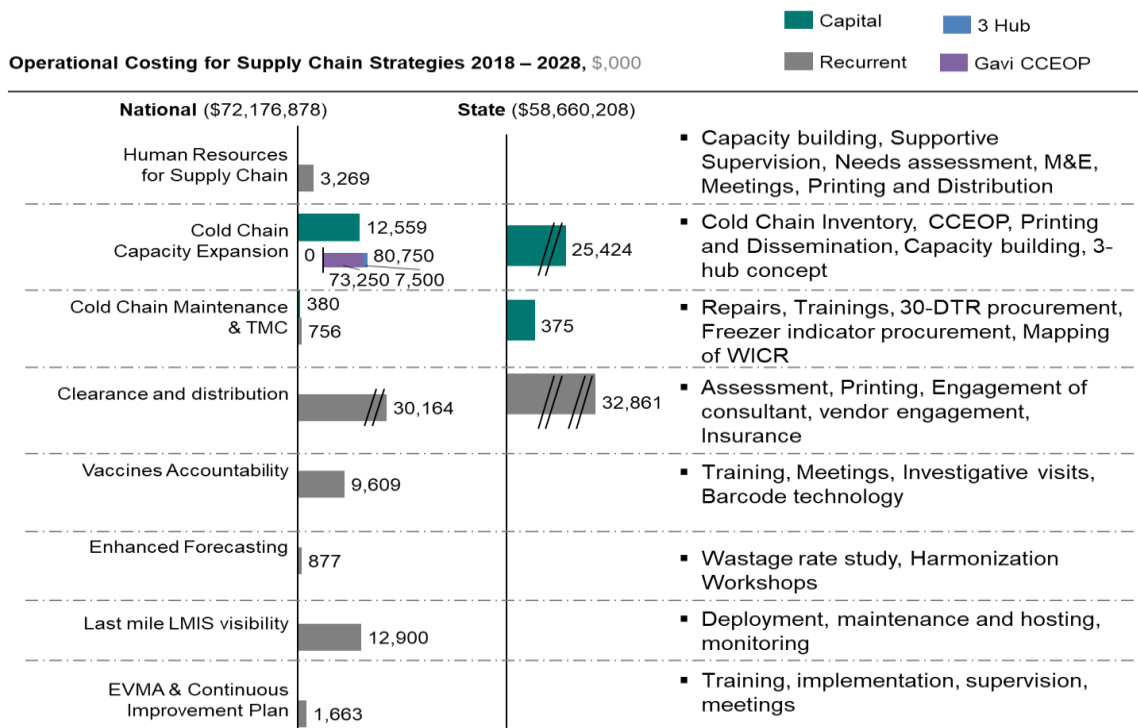 Capital
3 Hub
Recurrent
Gavi CCEOP
Operational Costing for Supply Chain Strategies 2018 – 2028, $,000
National ($72,176,878)
State ($58,660,208)
Human Resources
for Supply Chain
3,269
▪ Capacity building, Supportive
Supervision, Needs assessment, M&E,
Meetings, Printing and Distribution
Cold Chain
Capacity Expansion
12,559
0
80,750
73,250 7,500
25,424
▪ Cold Chain Inventory, CCEOP, Printing
and Dissemination, Capacity building, 3-
hub concept
Cold Chain Maintenance
& TMC
380
756
375
▪ Repairs, Trainings, 30-DTR procurement,
Freezer indicator procurement, Mapping
of WICR
Clearance and distribution
30,164
32,861
▪ Assessment, Printing, Engagement of
consultant, vendor engagement,
Insurance
Vaccines Accountability
9,609
▪ Training, Meetings, Investigative visits,
Barcode technology
Enhanced Forecasting
877
▪ Wastage rate study, Harmonization
Workshops
Last mile LMIS visibility
12,900
▪ Deployment, maintenance and hosting,
monitoring
EVMA & Continuous
Improvement Plan
1,663
▪ Training, implementation, supervision,
meetings